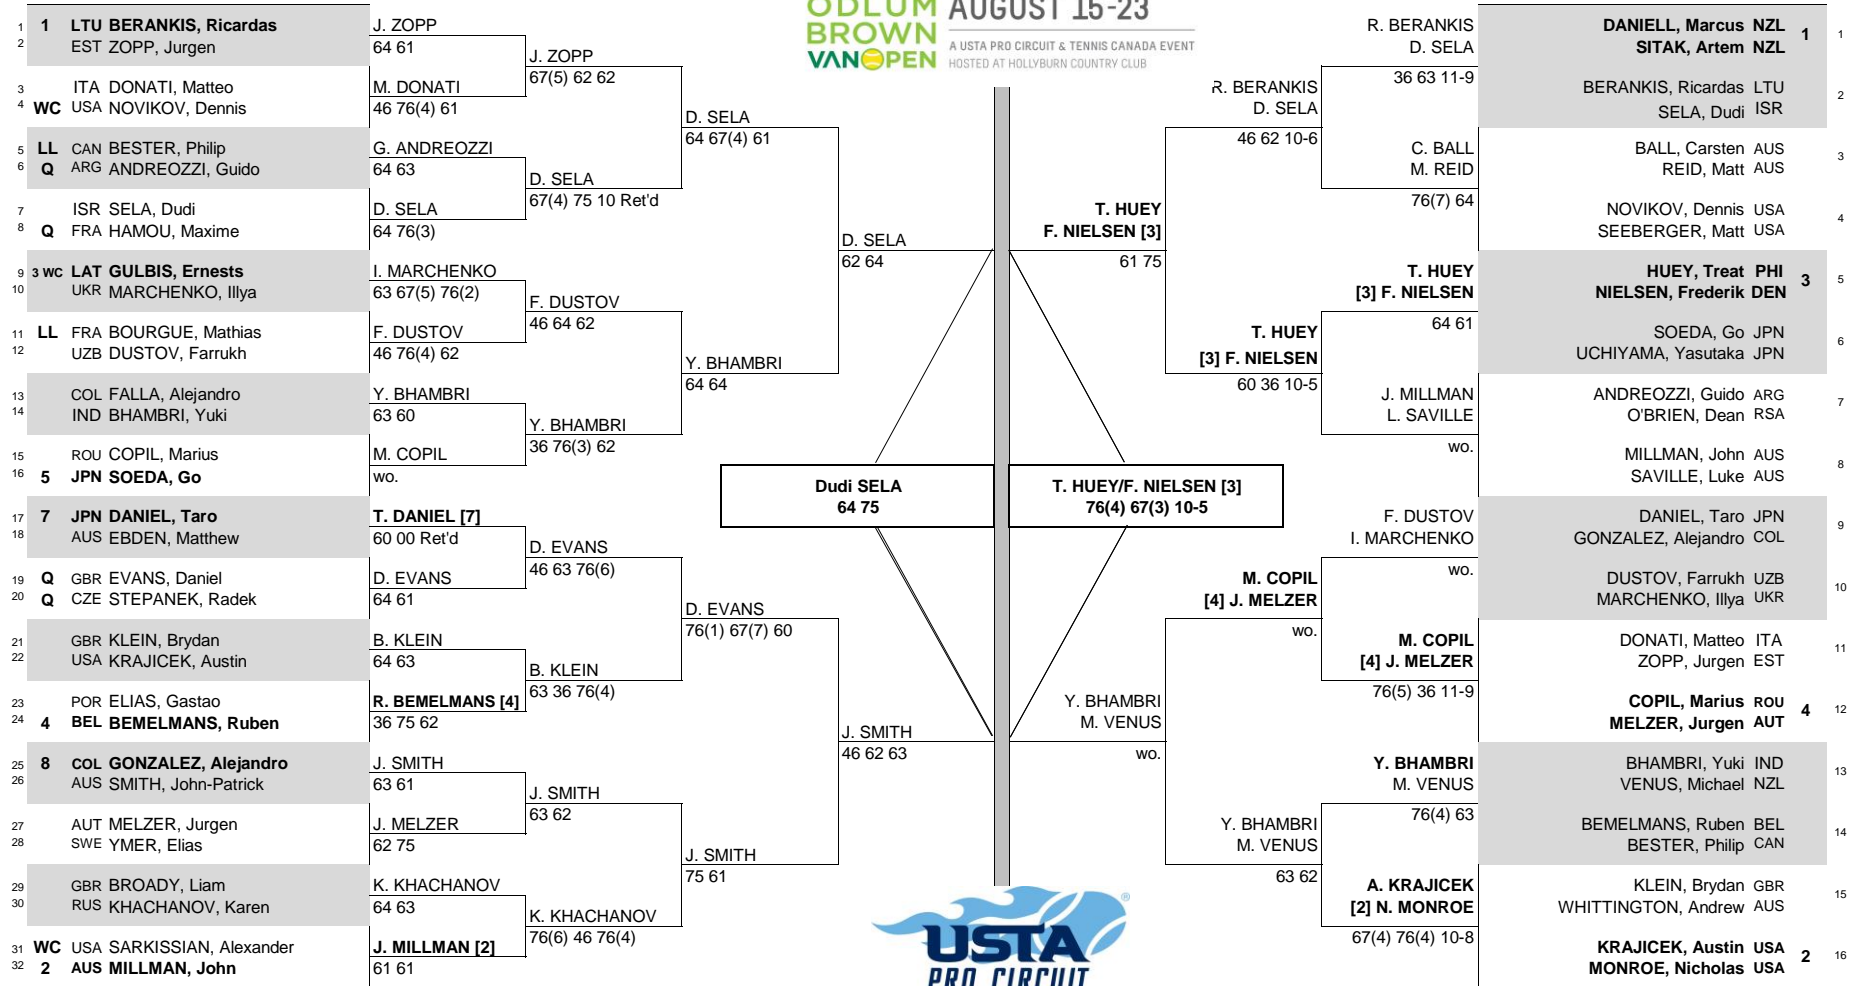 ODLUM
BROWN
VANOPEN
AUGUST 15-23
A USTA PRO CIRCUIT & TENNIS CANADA EVENT
HOSTED AT HOLLYBURN COUNTRY CLUB
1 1 LTU BERANKIS, Ricardas
2 EST ZOPP, Jurgen
3 ITA DONATI, Matteo
4 WC USA NOVIKOV, Dennis
5 LL CAN BESTER, Philip
6 Q ARG ANDREOZZI, Guido
7 ISR SELA, Dudi
8 Q FRA HAMOU, Maxime
9 3 WC LAT GULBIS, Ernests
10 UKR MARCHENKO, Illya
11 LL FRA BOURGUE, Mathias
12 UZB DUSTOV, Farrukh
13 COL FALLA, Alejandro
14 IND BHAMBRI, Yuki
15 ROU COPIL, Marius
16 5 JPN SOEDA, Go
17 7 JPN DANIEL, Taro
18 AUS EBDEN, Matthew
19 Q GBR EVANS, Daniel
20 Q CZE STEPANEK, Radek
21 GBR KLEIN, Brydan
22 USA KRAJICEK, Austin
23 POR ELIAS, Gastao
24 4 BEL BEMELMANS, Ruben
25 8 COL GONZALEZ, Alejandro
26 AUS SMITH, John-Patrick
27 AUT MELZER, Jurgen
28 SWE YMER, Elias
29 GBR BROADY, Liam
30 RUS KHACHANOV, Karen
31 WC USA SARKISSIAN, Alexander
32 2 AUS MILLMAN, John
J. ZOPP
64 61
M. DONATI
46 76(4) 61
G. ANDREOZZI
64 63
D. SELA
64 76(3)
I. MARCHENKO
63 67(5) 76(2)
F. DUSTOV
46 76(4) 62
Y. BHAMBRI
63 60
M. COPIL
wo.
T. DANIEL [7]
60 00 Ret'd
D. EVANS
64 61
B. KLEIN
64 63
R. BEMELMANS [4]
36 75 62
J. SMITH
63 61
J. MELZER
62 75
K. KHACHANOV
64 63
J. MILLMAN [2]
61 61
J. ZOPP
67(5) 62 62
D. SELA
67(4) 75 10 Ret'd
F. DUSTOV
46 64 62
Y. BHAMBRI
36 76(3) 62
D. EVANS
46 63 76(6)
B. KLEIN
63 36 76(4)
J. SMITH
63 62
K. KHACHANOV
76(6) 46 76(4)
D. SELA
64 67(4) 61
Y. BHAMBRI
64 64
D. EVANS
76(1) 67(7) 60
J. SMITH
75 61
D. SELA
62 64
J. SMITH
46 62 63
Dudi SELA
64 75
T. HUEY/F. NIELSEN [3]
76(4) 67(3) 10-5
T. HUEY
F. NIELSEN [3]
61 75
Y. BHAMBRI
M. VENUS
wo.
R. BERANKIS
D. SELA
46 62 10-6
T. HUEY
[3] F. NIELSEN
60 36 10-5
M. COPIL
[4] J. MELZER
wo.
Y. BHAMBRI
M. VENUS
63 62
R. BERANKIS
D. SELA
36 63 11-9
C. BALL
M. REID
76(7) 64
T. HUEY
[3] F. NIELSEN
64 61
J. MILLMAN
L. SAVILLE
wo.
F. DUSTOV
I. MARCHENKO
wo.
M. COPIL
[4] J. MELZER
76(5) 36 11-9
Y. BHAMBRI
M. VENUS
76(4) 63
A. KRAJICEK
[2] N. MONROE
67(4) 76(4) 10-8
DANIELL, Marcus NZL 1 1
SITAK, Artem NZL
BERANKIS, Ricardas LTU 2
SELA, Dudi ISR
BALL, Carsten AUS 3
REID, Matt AUS
NOVIKOV, Dennis USA 4
SEEBERGER, Matt USA
HUEY, Treat PHI 3 5
NIELSEN, Frederik DEN
SOEDA, Go JPN 6
UCHIYAMA, Yasutaka JPN
ANDREOZZI, Guido ARG 7
O'BRIEN, Dean RSA
MILLMAN, John AUS 8
SAVILLE, Luke AUS
DANIEL, Taro JPN 9
GONZALEZ, Alejandro COL
DUSTOV, Farrukh UZB 10
MARCHENKO, Illya UKR
DONATI, Matteo ITA 11
ZOPP, Jurgen EST
COPIL, Marius ROU 4 12
MELZER, Jurgen AUT
BHAMBRI, Yuki IND 13
VENUS, Michael NZL
BEMELMANS, Ruben BEL 14
BESTER, Philip CAN
KLEIN, Brydan GBR 15
WHITTINGTON, Andrew AUS
KRAJICEK, Austin USA 2 16
MONROE, Nicholas USA
USTA
PRO CIRCUIT